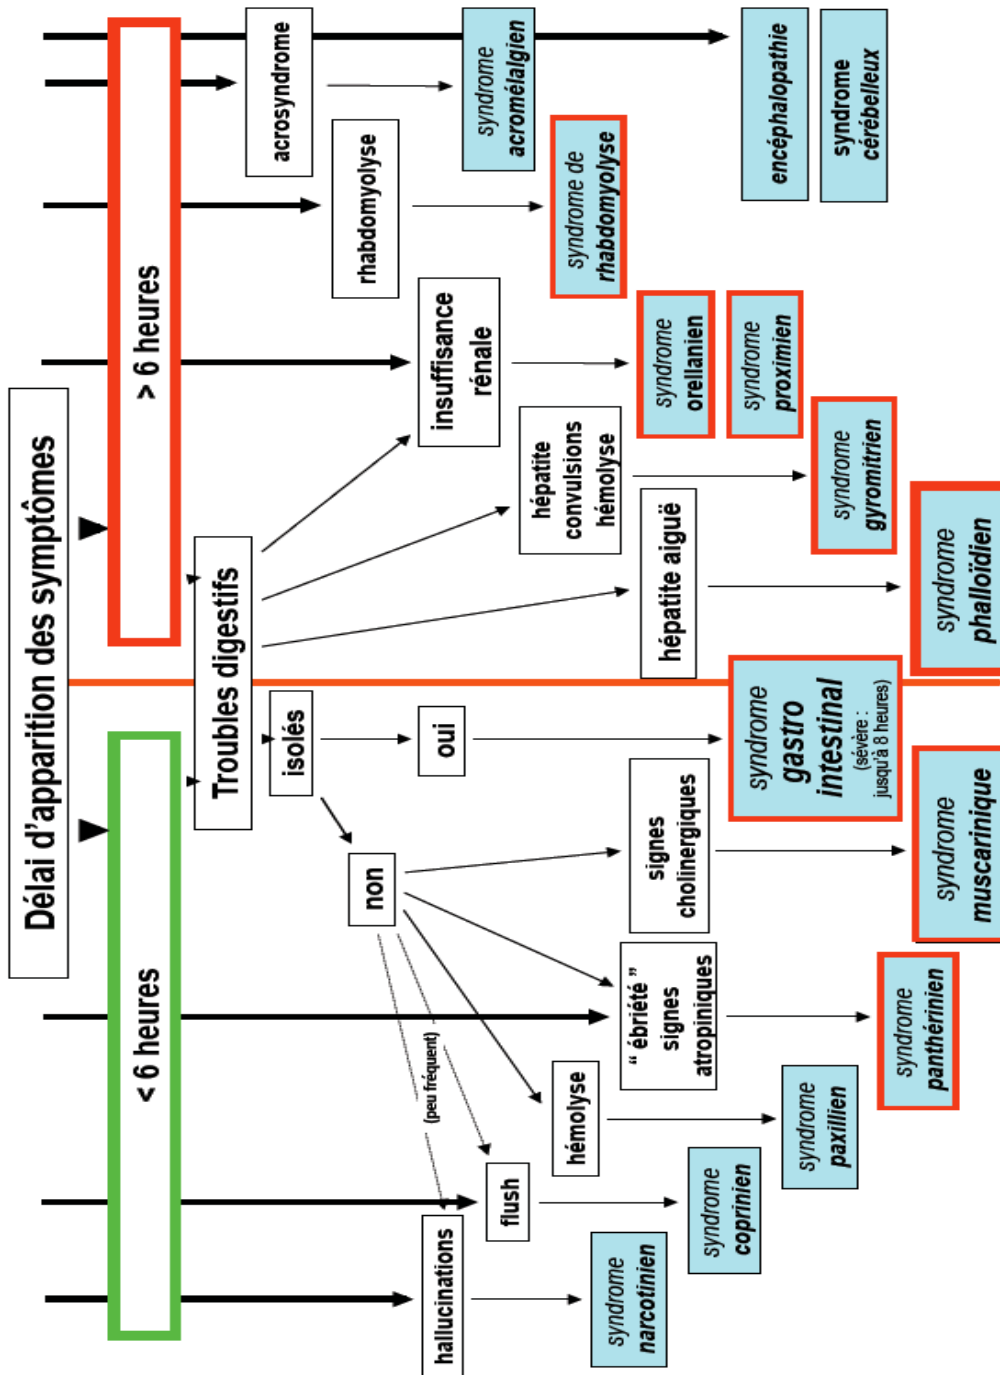 Délai d’apparition des symptômes
< 6 heures
> 6 heures
Troubles digestifs
isolés
non
oui
(peu fréquent)
hallucinations
flush
hémolyse
“ ébriété ”
signes
atropiniques
signes
cholinergiques
hépatite aiguë
hépatite
convulsions
hémolyse
insuffisance
rénale
rhabdomyolyse
acrosyndrome
syndrome
narcotinien
syndrome
coprinien
syndrome
paxillien
syndrome
panthérinien
syndrome
muscarinique
syndrome
gastro
intestinal
(sévère :
jusqu'à 8 heures)
syndrome
phalloïdien
syndrome
gyromitrien
syndrome
orellanien
syndrome
proximien
syndrome de
rhabdomyolyse
syndrome
acromélalgien
encéphalopathie
syndrome
cérébelleux